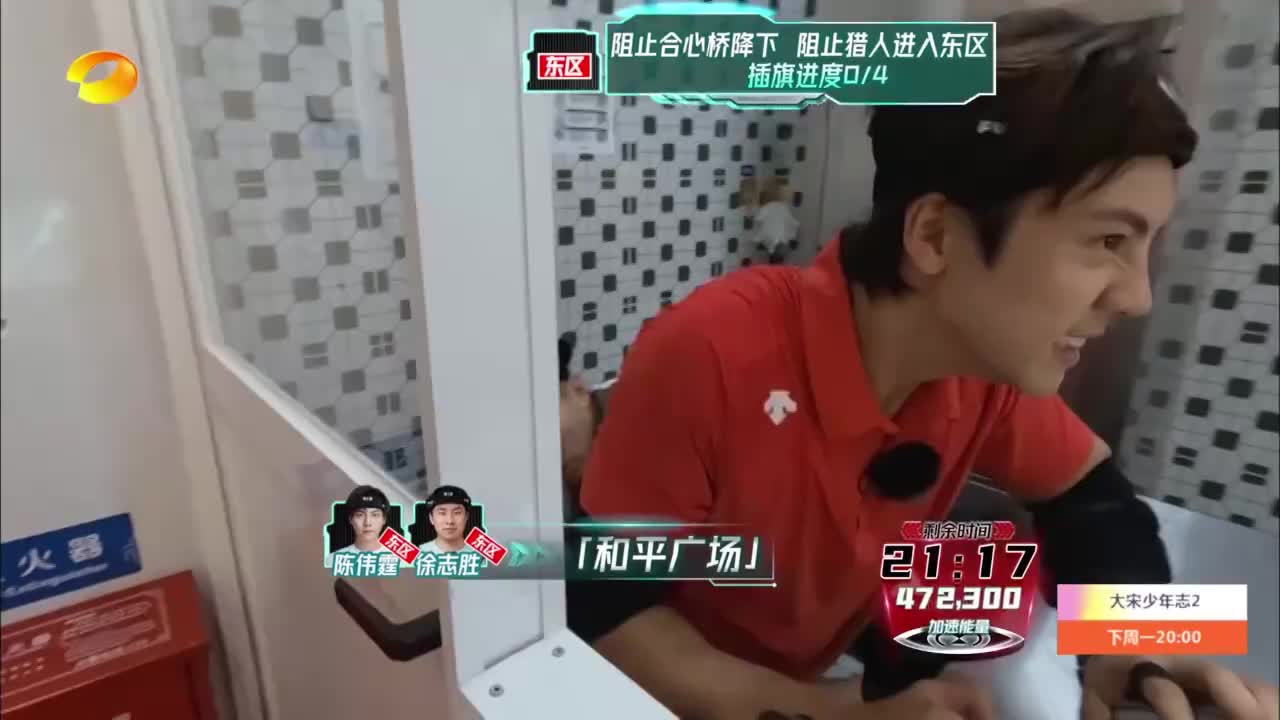 阻止合心桥降下 阻止猎人进入东区
东区
插旗进度0/4
东区
东区
陈伟霆
徐志胜
「和平广场」
剩余时间
21:17
472,300
加速能量
大宋少年志2
下周一20:00
火器